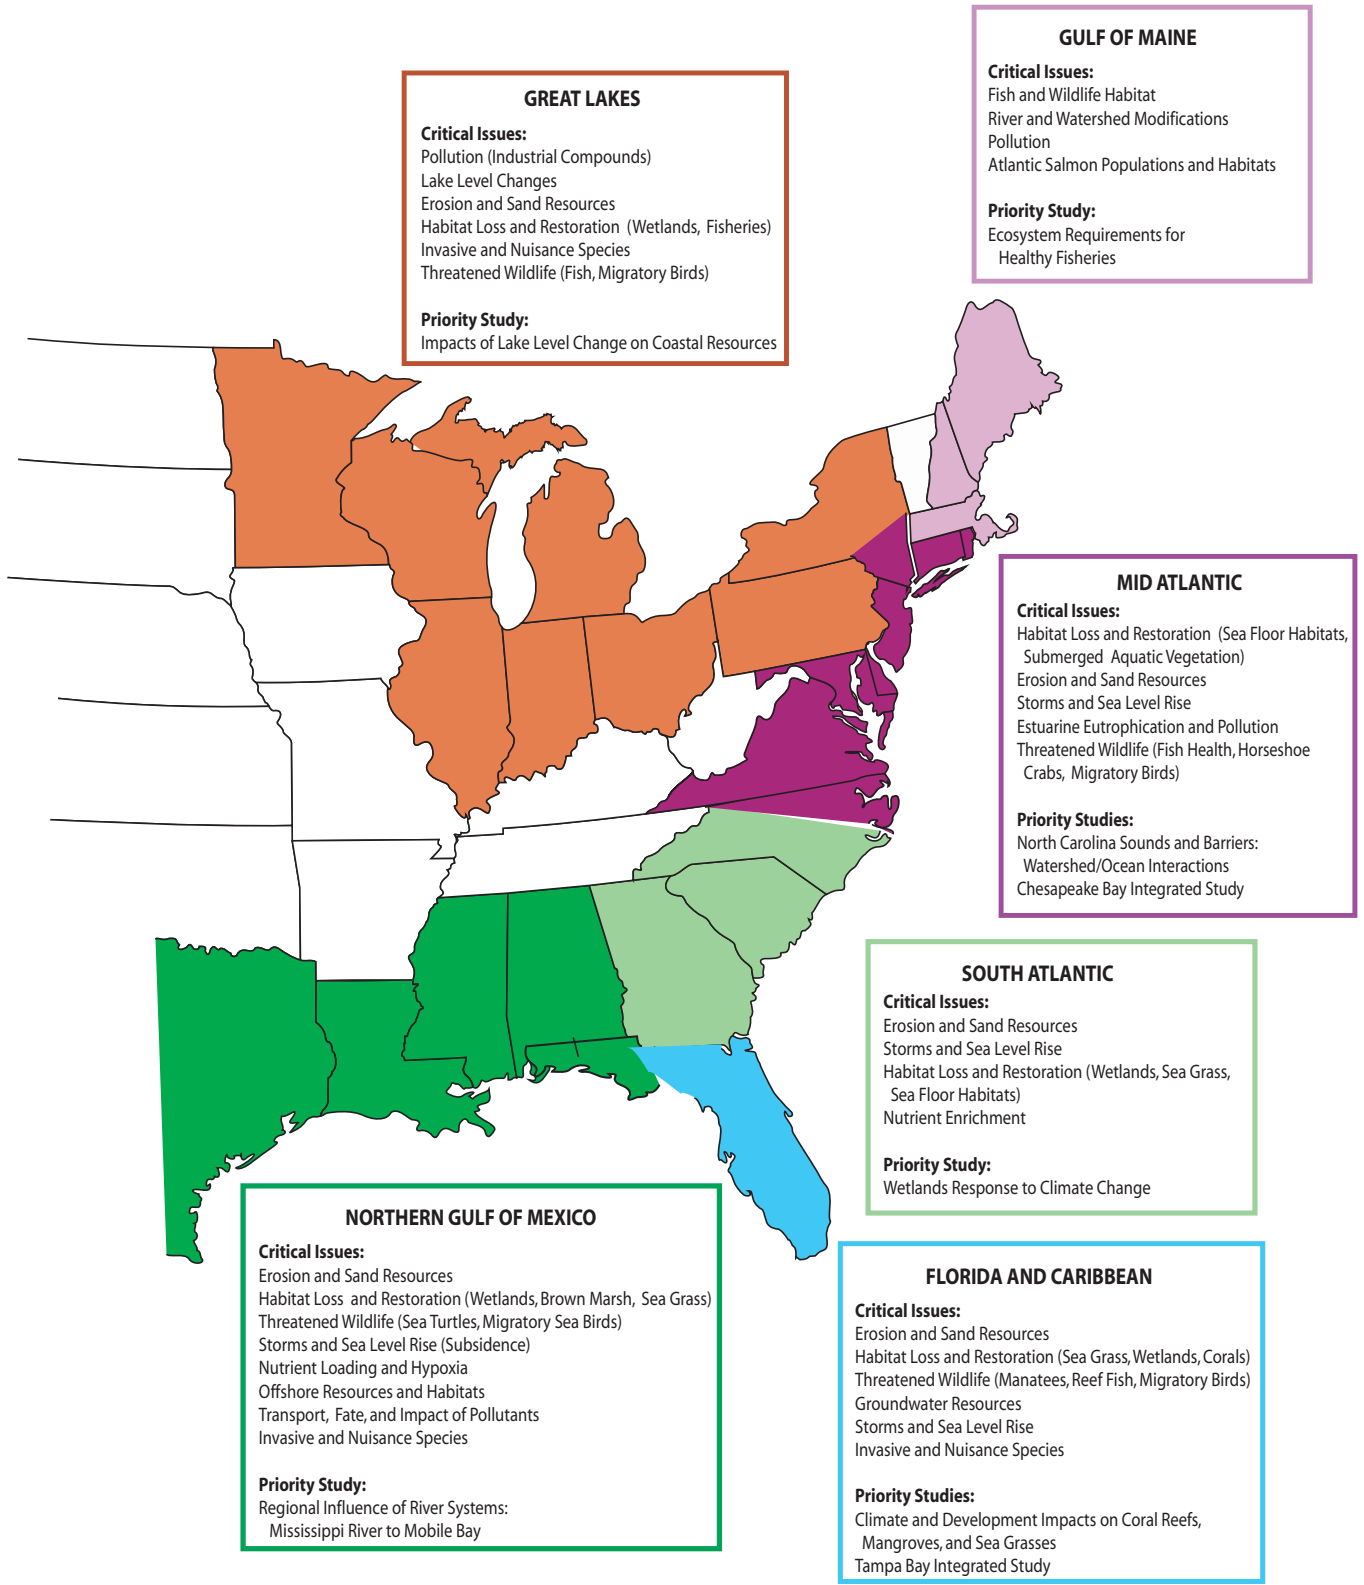 GULF OF MAINE
Critical Issues:
Fish and Wildlife Habitat
River and Watershed Modifications
Pollution
Atlantic Salmon Populations and Habitats
Priority Study:
Ecosystem Requirements for
Healthy Fisheries
GREAT LAKES
Critical Issues:
Pollution (Industrial Compounds)
Lake Level Changes
Erosion and Sand Resources
Habitat Loss and Restoration (Wetlands, Fisheries)
Invasive and Nuisance Species
Threatened Wildlife (Fish, Migratory Birds)
Priority Study:
Impacts of Lake Level Change on Coastal Resources
MID ATLANTIC
Critical Issues:
Habitat Loss and Restoration (Sea Floor Habitats,
Submerged Aquatic Vegetation)
Erosion and Sand Resources
Storms and Sea Level Rise
Estuarine Eutrophication and Pollution
Threatened Wildlife (Fish Health, Horseshoe
Crabs, Migratory Birds)
Priority Studies:
North Carolina Sounds and Barriers:
Watershed/Ocean Interactions
Chesapeake Bay Integrated Study
SOUTH ATLANTIC
Critical Issues:
Erosion and Sand Resources
Storms and Sea Level Rise
Habitat Loss and Restoration (Wetlands, Sea Grass,
Sea Floor Habitats)
Nutrient Enrichment
Priority Study:
Wetlands Response to Climate Change
NORTHERN GULF OF MEXICO
Critical Issues:
Erosion and Sand Resources
Habitat Loss and Restoration (Wetlands, Brown Marsh, Sea Grass)
Threatened Wildlife (Sea Turtles, Migratory Sea Birds)
Storms and Sea Level Rise (Subsidence)
Nutrient Loading and Hypoxia
Offshore Resources and Habitats
Transport, Fate, and Impact of Pollutants
Invasive and Nuisance Species
Priority Study:
Regional Influence of River Systems:
Mississippi River to Mobile Bay
FLORIDA AND CARIBBEAN
Critical Issues:
Erosion and Sand Resources
Habitat Loss and Restoration (Sea Grass, Wetlands, Corals)
Threatened Wildlife (Manatees, Reef Fish, Migratory Birds)
Groundwater Resources
Storms and Sea Level Rise
Invasive and Nuisance Species
Priority Studies:
Climate and Development Impacts on Coral Reefs,
Mangroves, and Sea Grasses
Tampa Bay Integrated Study